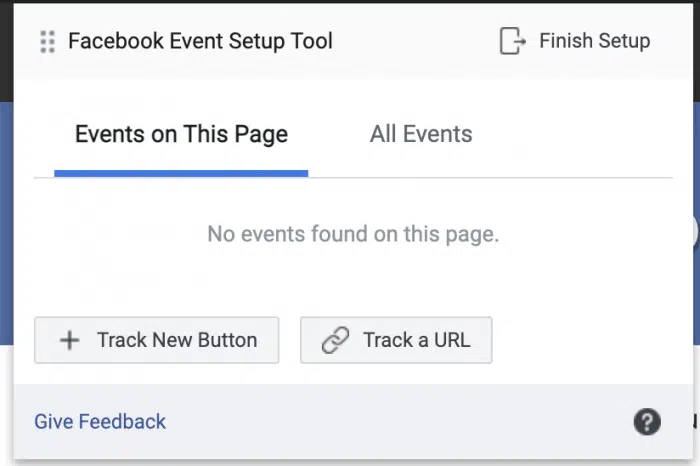 Facebook Event Setup Tool
Finish Setup
Events on This Page
All Events
No events found on this page.
+ Track New Button
Track a URL
Give Feedback
?